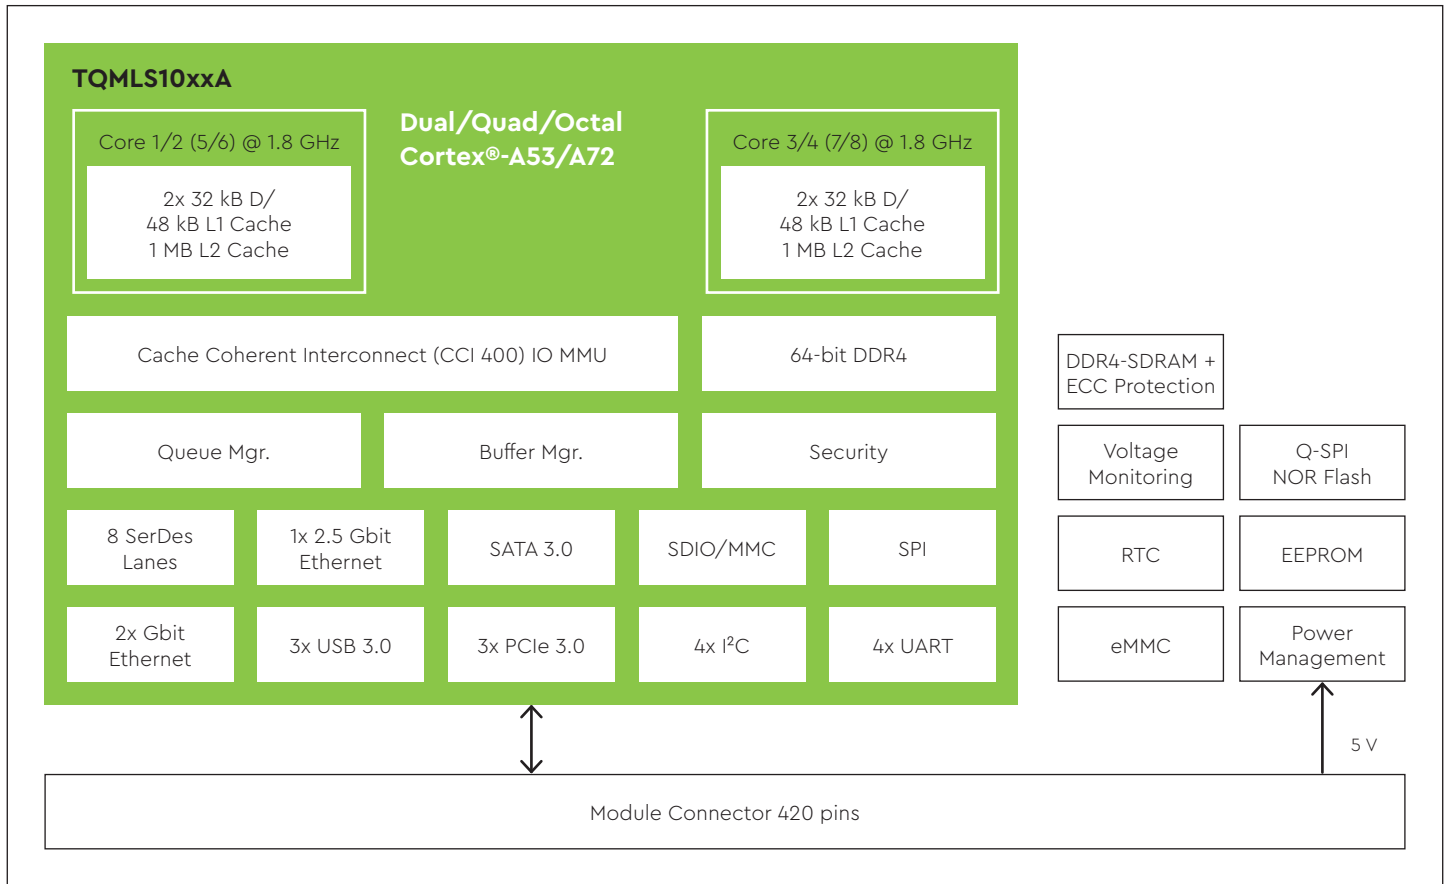 TQMLS10xxA
Dual/Quad/Octal
Cortex®-A53/A72
Core 1/2 (5/6) @ 1.8 GHz
2x 32 kB D/
48 kB L1 Cache
1 MB L2 Cache
Core 3/4 (7/8) @ 1.8 GHz
2x 32 kB D/
48 kB L1 Cache
1 MB L2 Cache
Cache Coherent Interconnect (CCI 400) IO MMU
64-bit DDR4
Queue Mgr.
Buffer Mgr.
Security
8 SerDes
Lanes
1x 2.5 Gbit
Ethernet
SATA 3.0
SDIO/MMC
SPI
2x Gbit
Ethernet
3x USB 3.0
3x PCIe 3.0
4x I²C
4x UART
DDR4-SDRAM +
ECC Protection
Voltage
Monitoring
Q-SPI
NOR Flash
RTC
EEPROM
eMMC
Power
Management
5 V
Module Connector 420 pins